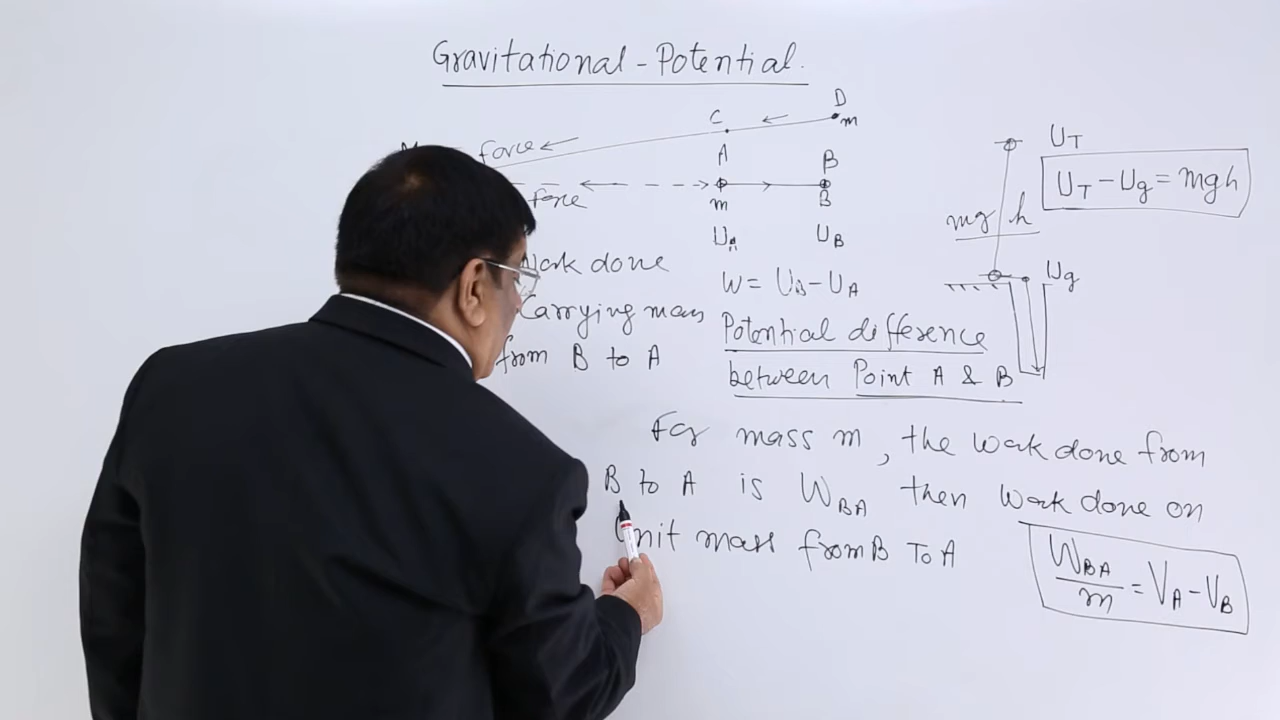 Gravitational - Potential.
D
C
m
force
A
B
force
m
B
U_A
U_B
Work done
Carrying mass
from B to A
W = U_B - U_A
Potential difference
between Point A & B
U_T
U_T - U_g = mgh
mg h
U_g
For mass m, the Work done from
B to A is W_BA then Work done on
Unit mass from B To A
W_BA / m = V_A - V_B